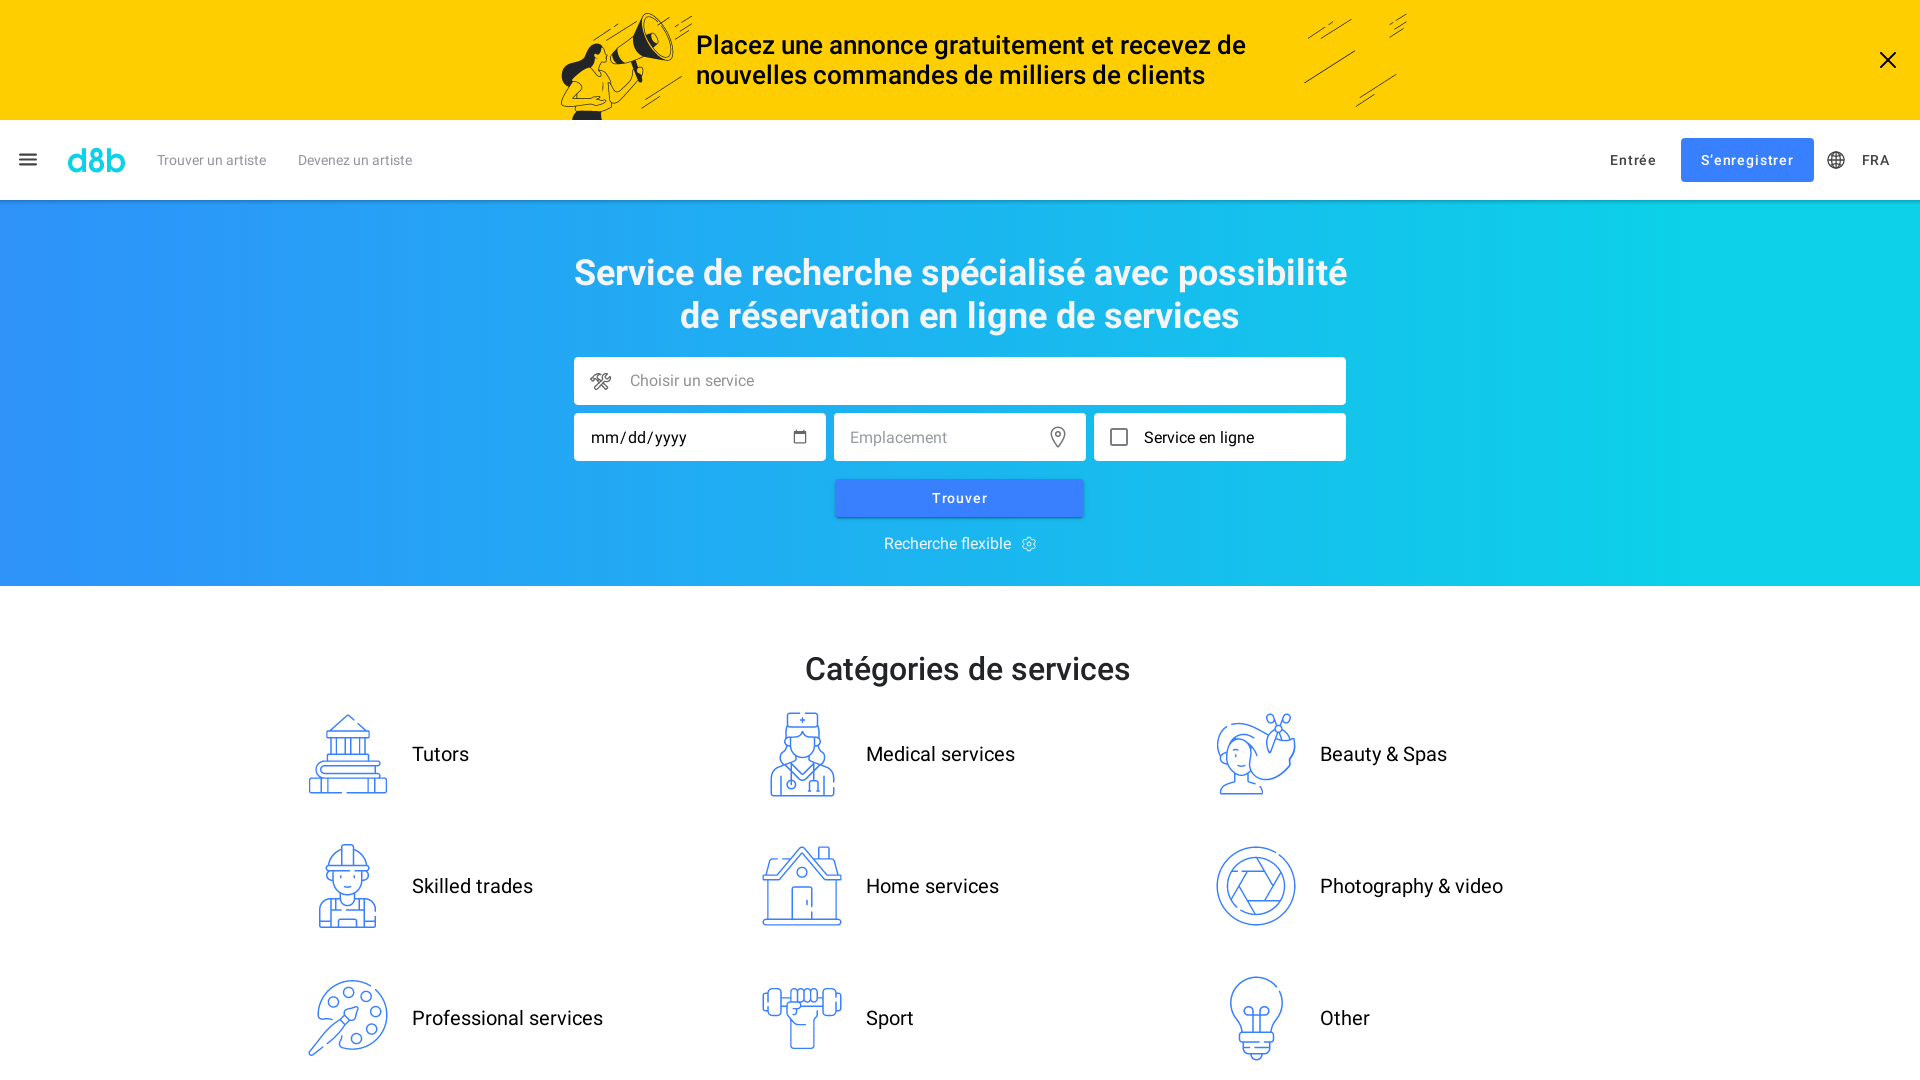 Placez une annonce gratuitement et recevez de
nouvelles commandes de milliers de clients
d8b
Trouver un artiste
Devenez un artiste
Entrée
S'enregistrer
FRA
Service de recherche spécialisé avec possibilité
de réservation en ligne de services
Choisir un service
mm/dd/yyyy
Emplacement
Service en ligne
Trouver
Recherche flexible
Catégories de services
Tutors
Medical services
Beauty & Spas
Skilled trades
Home services
Photography & video
Professional services
Sport
Other